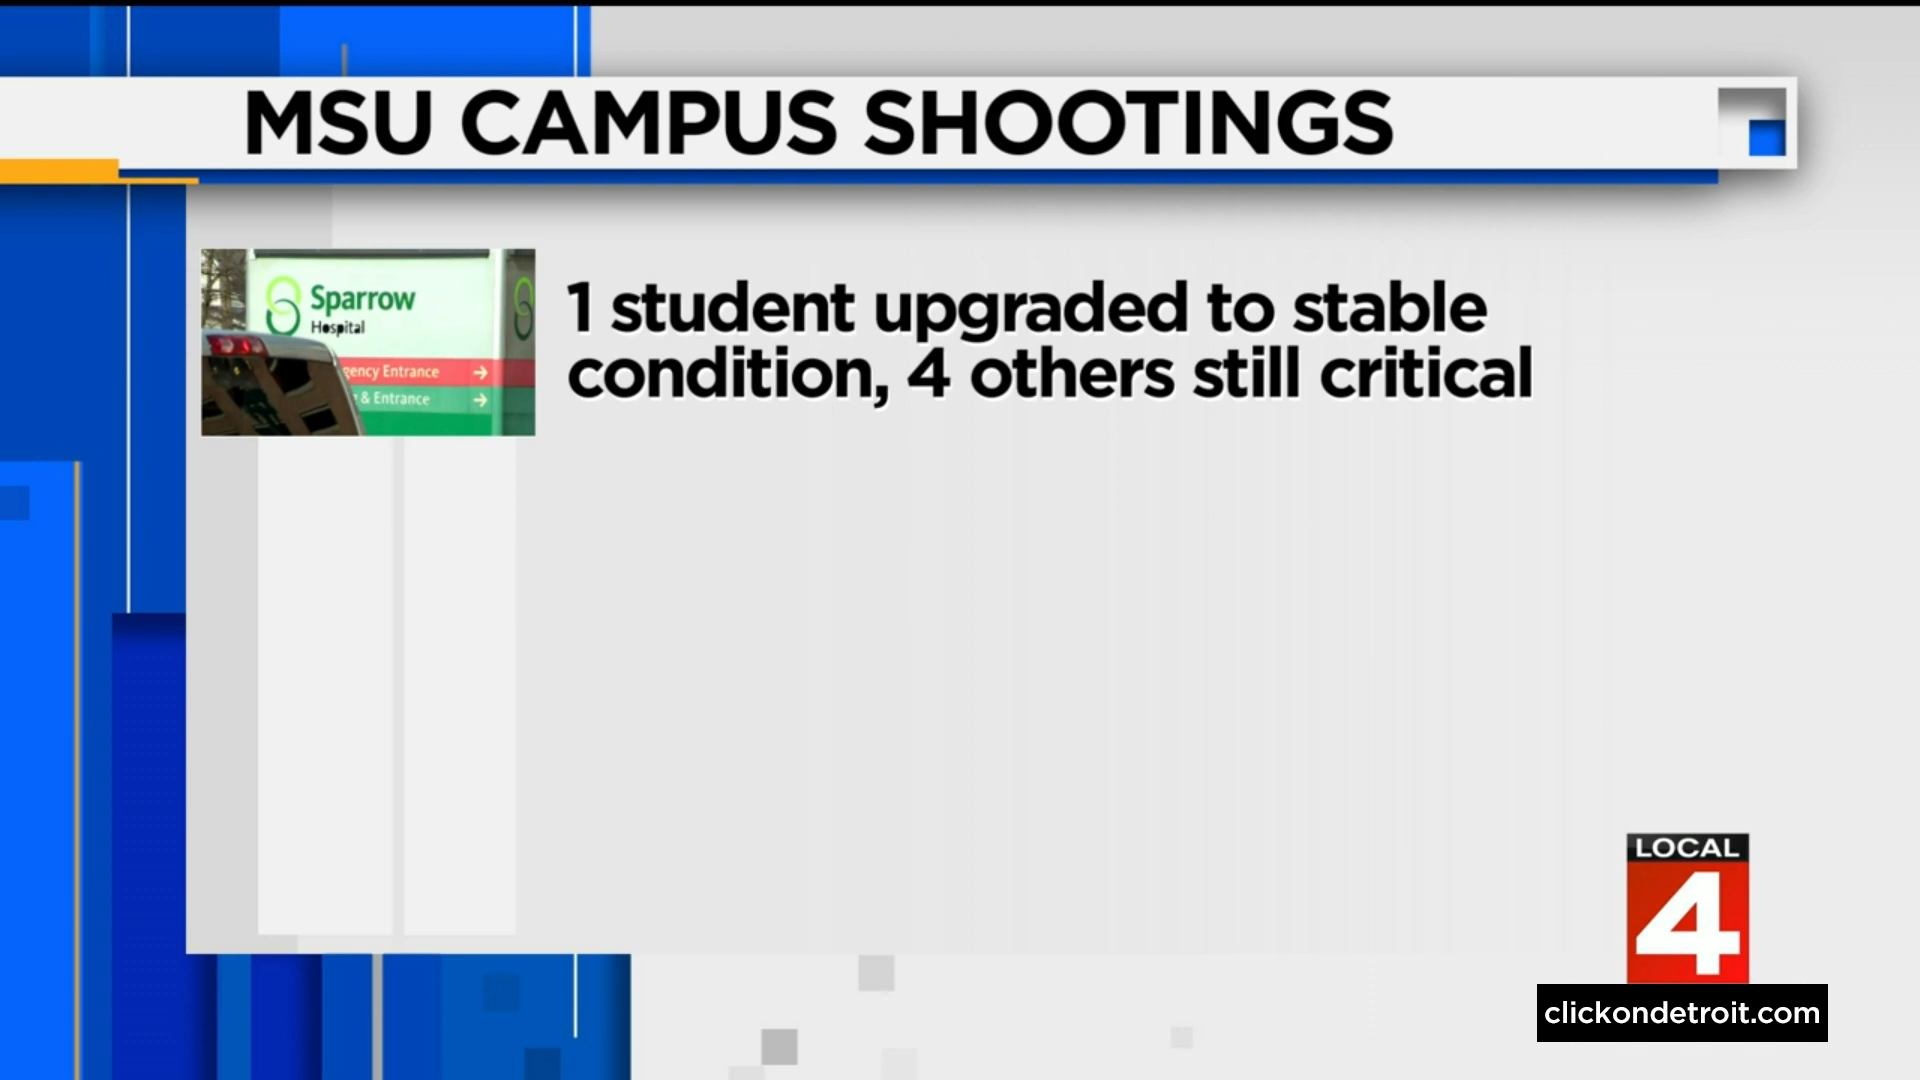 MSU CAMPUS SHOOTINGS
Sparrow
Hospital
gency Entrance
& Entrance
1 student upgraded to stable
condition, 4 others still critical
LOCAL
4
clickondetroit.com